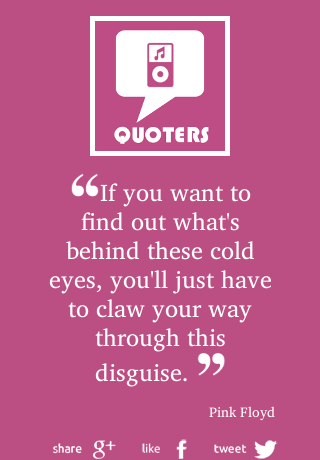 QUOTERS
“If you want to
find out what's
behind these cold
eyes, you'll just have
to claw your way
through this
disguise. ”
Pink Floyd
share g+ like f tweet